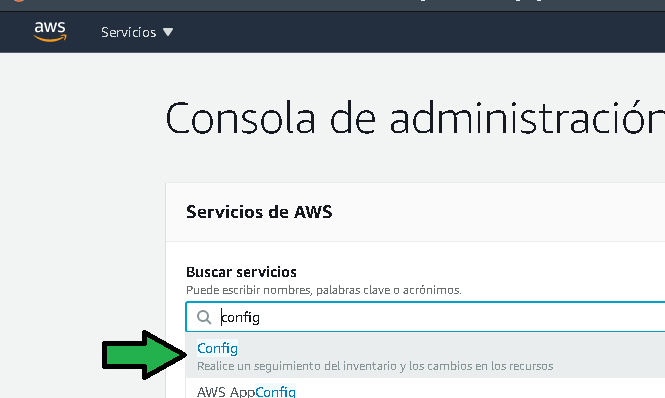 aws
Servicios
Consola de administración
Servicios de AWS
Buscar servicios
Puede escribir nombres, palabras clave o acrónimos.
config
Config
Realice un seguimiento del inventario y los cambios en los recursos
AWS AppConfig